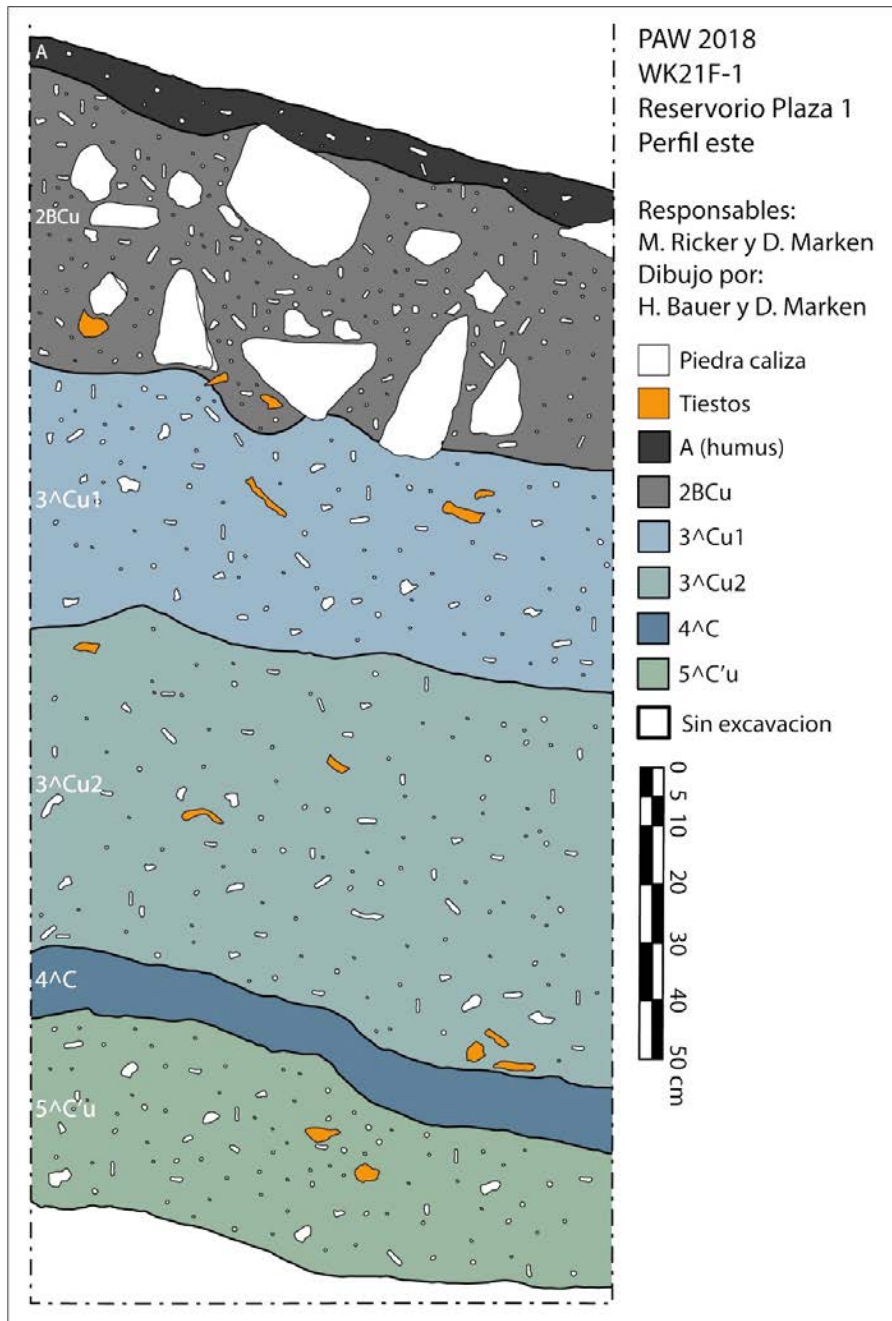 PAW 2018
WK21F-1
Reservorio Plaza 1
Perfil este
Responsables:
M. Ricker y D. Marken
Dibujo por:
H. Bauer y D. Marken
Piedra caliza
Tiestos
A (humus)
2BCu
3^Cu1
3^Cu2
4^C
5^C'u
Sin excavacion
0
5
10
20
30
40
50 cm
A
2BCu
3^Cu1
3^Cu2
4^C
5^C'u